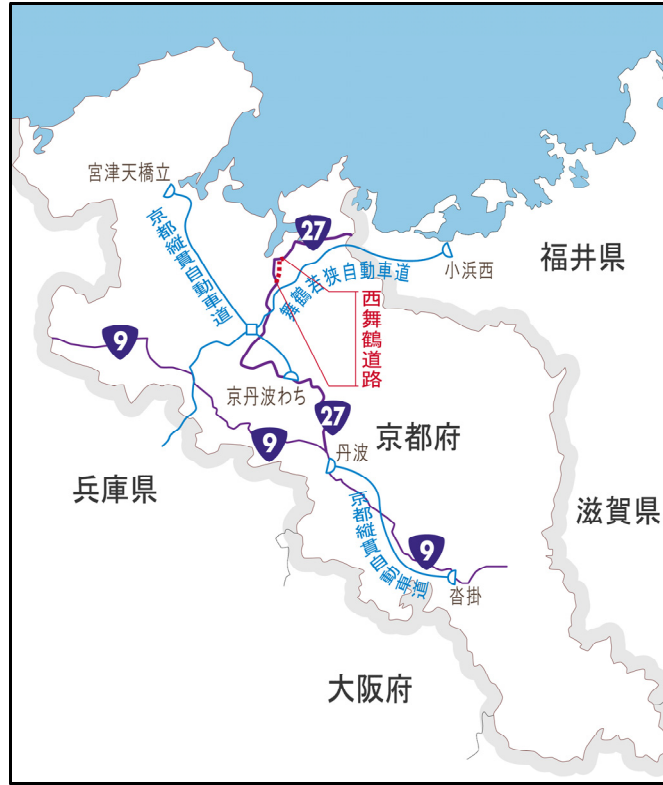 宮津天橋立
京都縦貫自動車道
27
舞鶴若狭自動車道
小浜西
福井県
西舞鶴道路
9
京丹波わち
27
京都府
9
丹波
兵庫県
滋賀県
京都縦貫自動車道
9
沓掛
大阪府